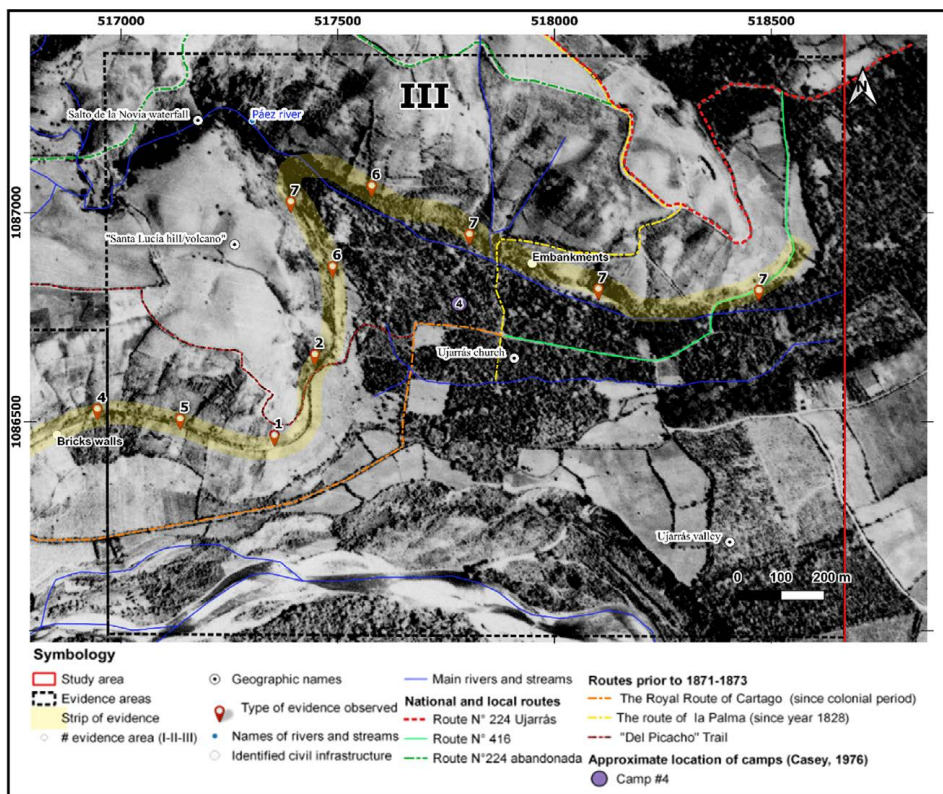 517000 517500 518000 518500
III
N
Salto de la Novia waterfall
Páez river
6
7
1087000
7
"Santa Lucía hill/volcano"
6
Embankments
7
7
4
2
Ujarrás church
4
5
1
1086500
Bricks walls
Ujarrás valley
0 100 200 m
Symbology
Study area
Evidence areas
Strip of evidence
# evidence area (I-II-III)
Geographic names
Type of evidence observed
Names of rivers and streams
Identified civil infrastructure
Main rivers and streams
National and local routes
Route N° 224 Ujarrás
Route N° 416
Route N°224 abandonada
Routes prior to 1871-1873
The Royal Route of Cartago (since colonial period)
The route of la Palma (since year 1828)
"Del Picacho" Trail
Approximate location of camps (Casey, 1976)
Camp #4